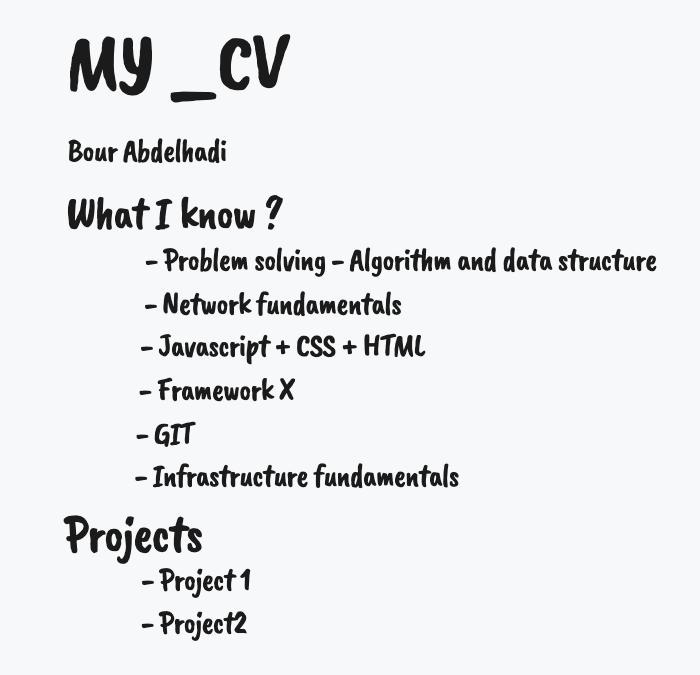 MY _CV
Bour Abdelhadi
What I know ?
- Problem solving - Algorithm and data structure
- Network fundamentals
- Javascript + CSS + HTML
- Framework X
- GIT
- Infrastructure fundamentals
Projects
- Project 1
- Project2